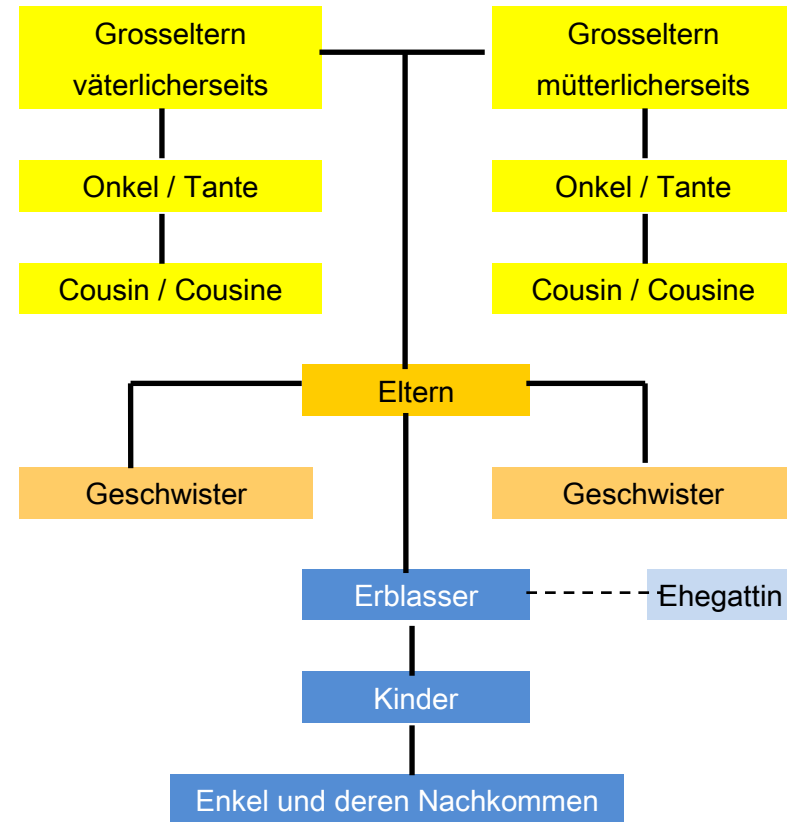 Grosseltern
väterlicherseits
Grosseltern
mütterlicherseits
Onkel / Tante
Onkel / Tante
Cousin / Cousine
Cousin / Cousine
Eltern
Geschwister
Geschwister
Erblasser
Ehegattin
Kinder
Enkel und deren Nachkommen